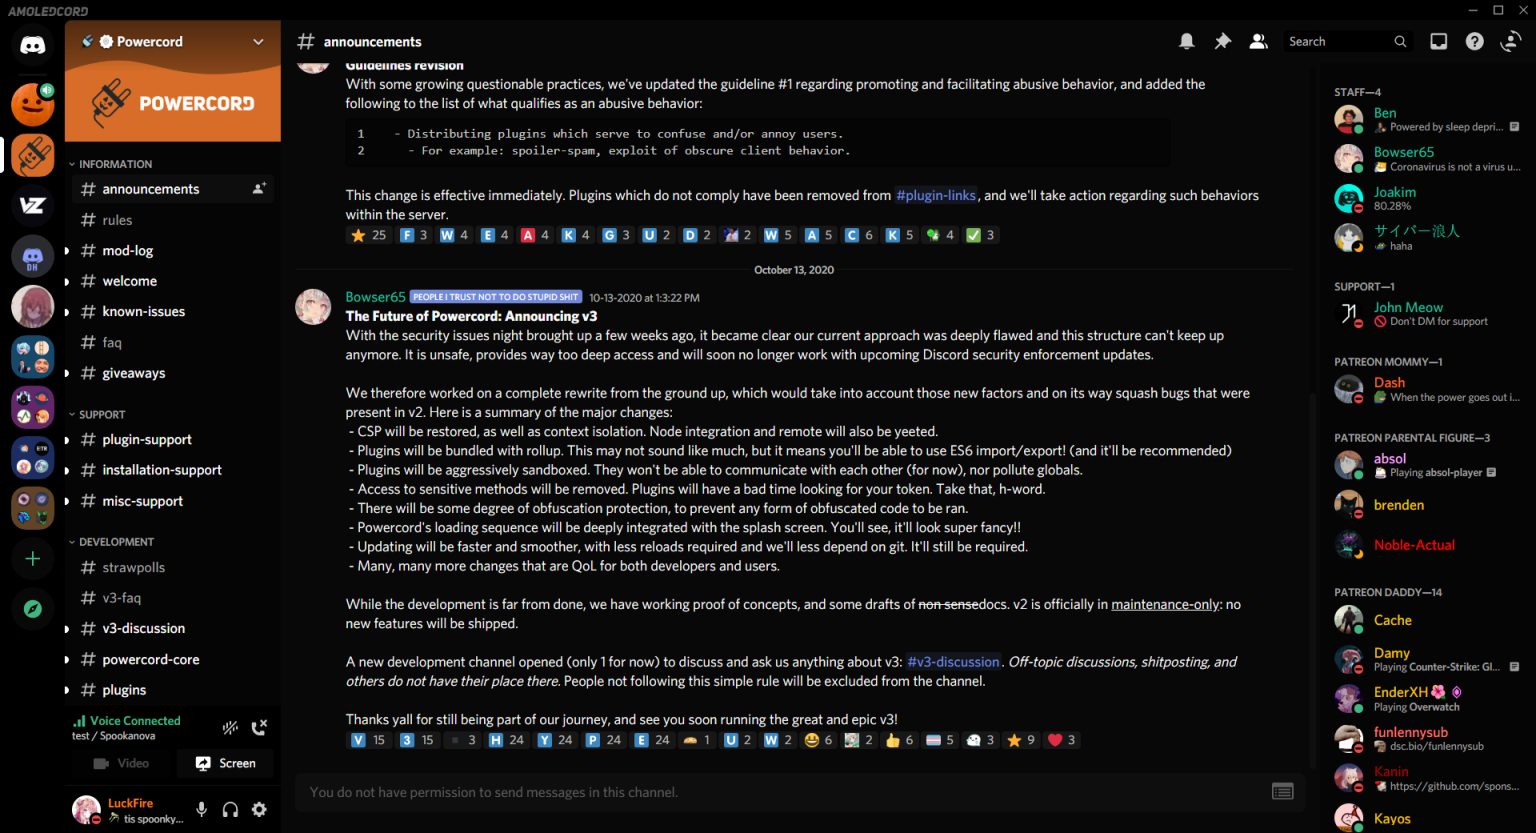 AMOLEDCORD
Powercord
POWERCORD
INFORMATION
announcements
rules
mod-log
welcome
known-issues
faq
giveaways
SUPPORT
plugin-support
installation-support
misc-support
DEVELOPMENT
strawpolls
v3-faq
v3-discussion
powercord-core
plugins
Voice Connected
test / Spookanova
Video
Screen
LuckFire
tis spoonky...
VZ
DH
ETR
# announcements
Search
Guidelines revision
With some growing questionable practices, we've updated the guideline #1 regarding promoting and facilitating abusive behavior, and added the
following to the list of what qualifies as an abusive behavior:
1 - Distributing plugins which serve to confuse and/or annoy users.
2 - For example: spoiler-spam, exploit of obscure client behavior.
This change is effective immediately. Plugins which do not comply have been removed from #plugin-links, and we'll take action regarding such behaviors
within the server.
25 F 3 W 4 E 4 A 4 K 4 G 3 U 2 D 2 2 W 5 A 5 C 6 K 5 4 3
October 13, 2020
Bowser65 PEOPLE I TRUST NOT TO DO STUPID SHIT 10-13-2020 at 1:3:22 PM
The Future of Powercord: Announcing v3
With the security issues night brought up a few weeks ago, it became clear our current approach was deeply flawed and this structure can't keep up
anymore. It is unsafe, provides way too deep access and will soon no longer work with upcoming Discord security enforcement updates.
We therefore worked on a complete rewrite from the ground up, which would take into account those new factors and on its way squash bugs that were
present in v2. Here is a summary of the major changes:
- CSP will be restored, as well as context isolation. Node integration and remote will also be yeeted.
- Plugins will be bundled with rollup. This may not sound like much, but it means you'll be able to use ES6 import/export! (and it'll be recommended)
- Plugins will be aggressively sandboxed. They won't be able to communicate with each other (for now), nor pollute globals.
- Access to sensitive methods will be removed. Plugins will have a bad time looking for your token. Take that, h-word.
- There will be some degree of obfuscation protection, to prevent any form of obfuscated code to be ran.
- Powercord's loading sequence will be deeply integrated with the splash screen. You'll see, it'll look super fancy!!
- Updating will be faster and smoother, with less reloads required and we'll less depend on git. It'll still be required.
- Many, many more changes that are QoL for both developers and users.
While the development is far from done, we have working proof of concepts, and some drafts of non sensedocs. v2 is officially in maintenance-only: no
new features will be shipped.
A new development channel opened (only 1 for now) to discuss and ask us anything about v3: #v3-discussion. Off-topic discussions, shitposting, and
others do not have their place there. People not following this simple rule will be excluded from the channel.
Thanks yall for still being part of our journey, and see you soon running the great and epic v3!
V 15 3 15 3 H 24 Y 24 P 24 E 24 1 U 2 W 2 6 2 6 5 3 9 3
You do not have permission to send messages in this channel.
STAFF—4
Ben
Powered by sleep depri...
Bowser65
Coronavirus is not a virus u...
Joakim
80.28%
サイバー浪人
haha
SUPPORT—1
John Meow
Don't DM for support
PATREON MOMMY—1
Dash
When the power goes out i...
PATREON PARENTAL FIGURE—3
absol
Playing absol-player
brenden
Noble-Actual
PATREON DADDY—14
Cache
Damy
Playing Counter-Strike: Gl...
EnderXH
Playing Overwatch
funlennysub
dsc.bio/funlennysub
Kanin
https://github.com/spons...
Kayos